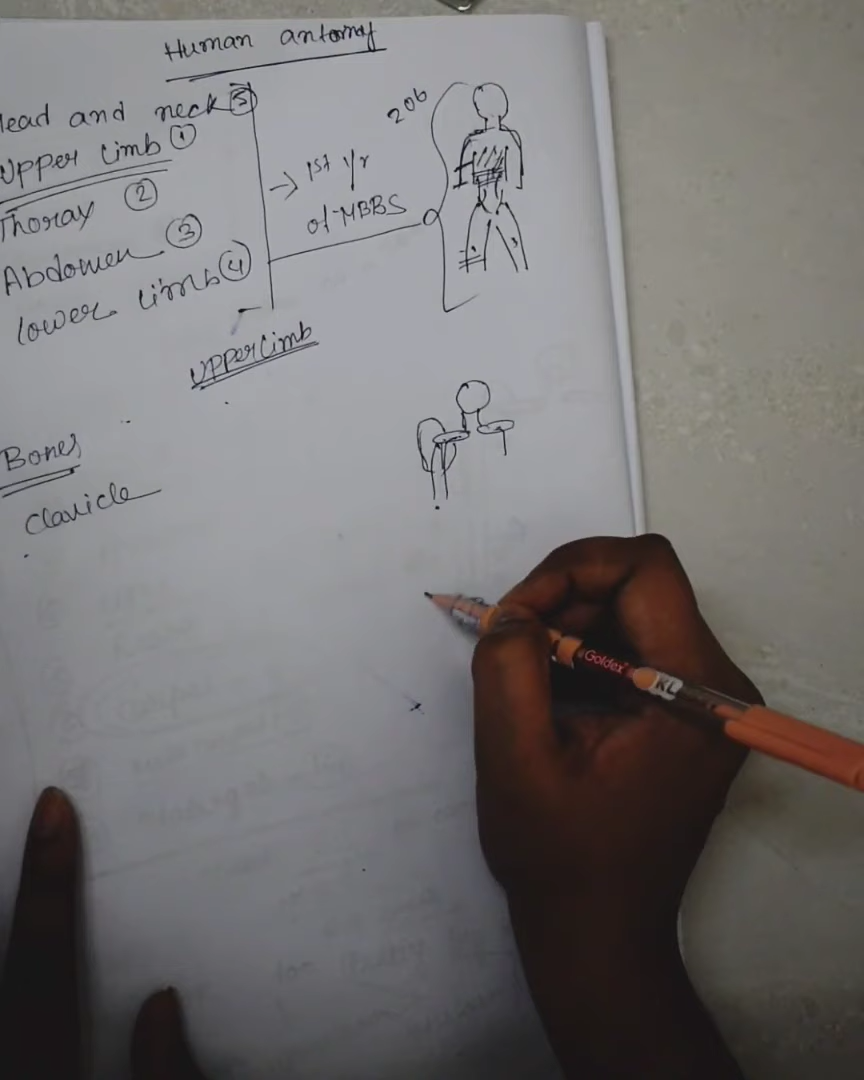 Human antomy
Head and neck ⑤
Upper limb ①
Thorax ②
Abdomen ③
lower limb ④
→ 1st yr
of MBBS
206
Upper limb
Bones
Clavicle
Goldex
KL